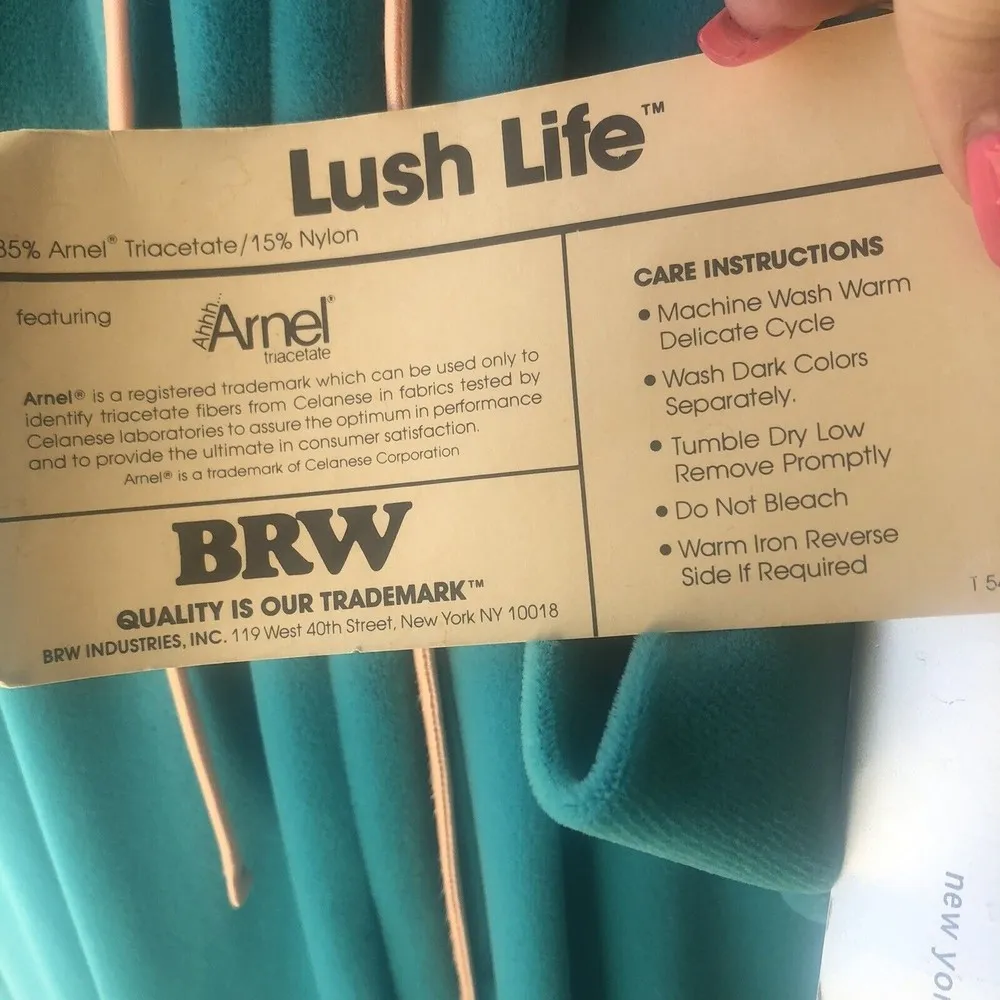 Lush Life™
85% Arnel® Triacetate/15% Nylon
featuring
Ahhh...
Arnel®
triacetate
Arnel® is a registered trademark which can be used only to
identify triacetate fibers from Celanese in fabrics tested by
Celanese laboratories to assure the optimum in performance
and to provide the ultimate in consumer satisfaction.
Arnel® is a trademark of Celanese Corporation
BRW
QUALITY IS OUR TRADEMARK™
BRW INDUSTRIES, INC. 119 West 40th Street, New York NY 10018
CARE INSTRUCTIONS
• Machine Wash Warm
Delicate Cycle
• Wash Dark Colors
Separately.
• Tumble Dry Low
Remove Promptly
• Do Not Bleach
• Warm Iron Reverse
Side If Required
T 54
new yor